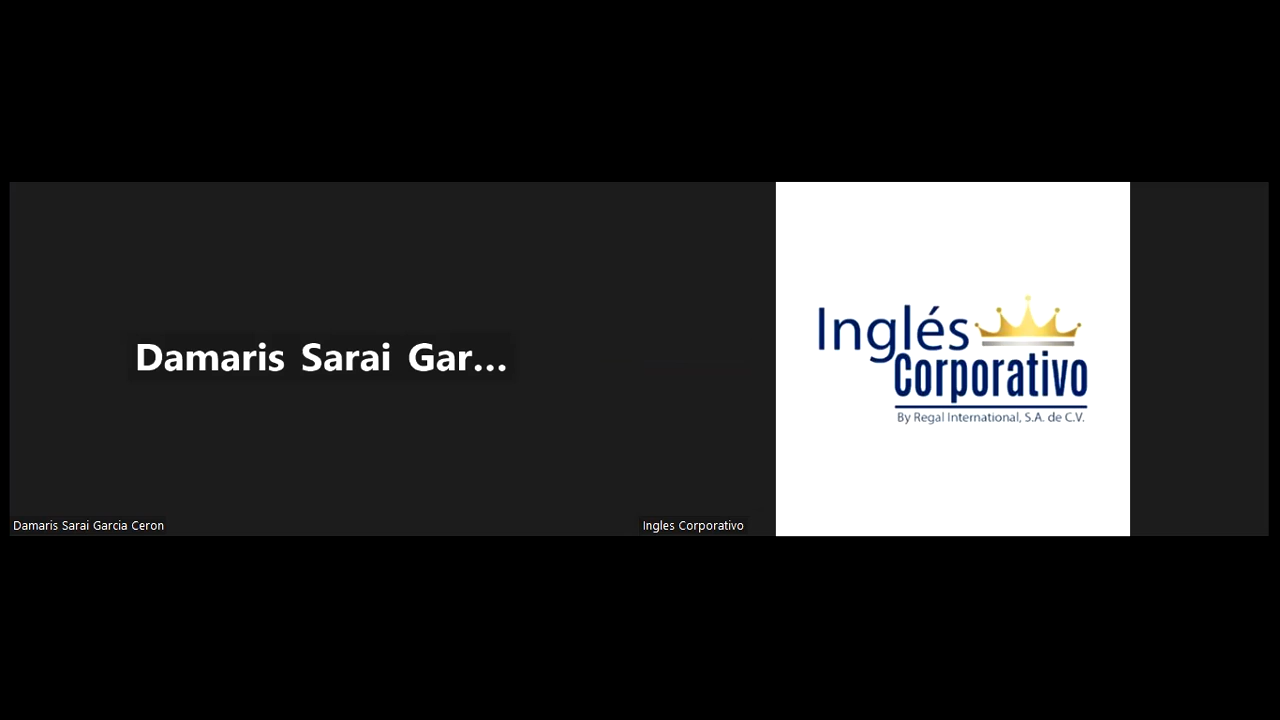 Damaris Sarai Gar...
Damaris Sarai Garcia Ceron
Ingles Corporativo
Inglés
Corporativo
By Regal International, S.A. de C.V.